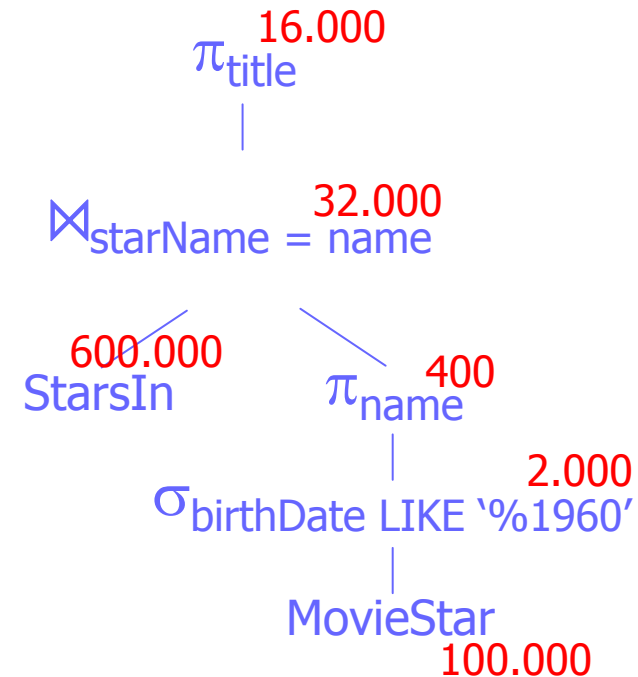 16.000
πtitle
32.000
⋈starName = name
600.000
StarsIn
400
πname
2.000
σbirthDate LIKE ‘%1960’
MovieStar
100.000